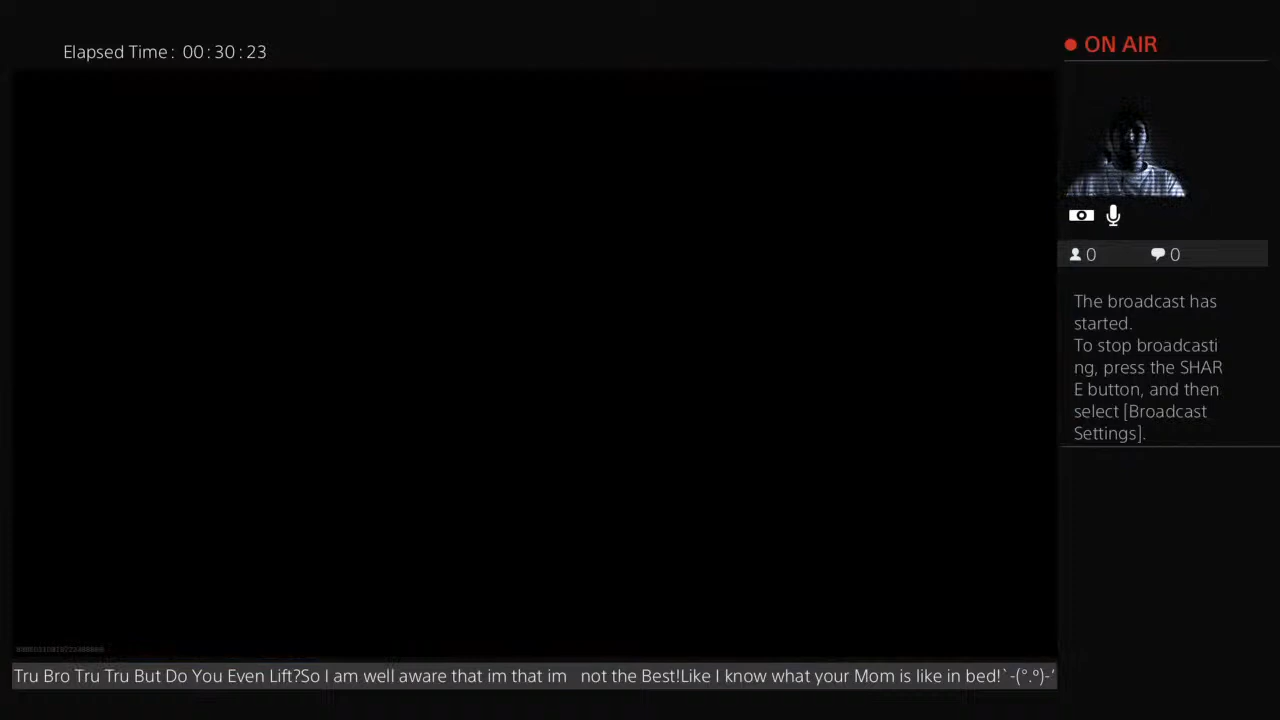 Elapsed Time: 00:30:23
ON AIR
0 0
The broadcast has
started.
To stop broadcasti
ng, press the SHAR
E button, and then
select [Broadcast
Settings].
Tru Bro Tru Tru But Do You Even Lift?So I am well aware that im that im not the Best!Like I know what your Mom is like in bed!`-(°.º)-´